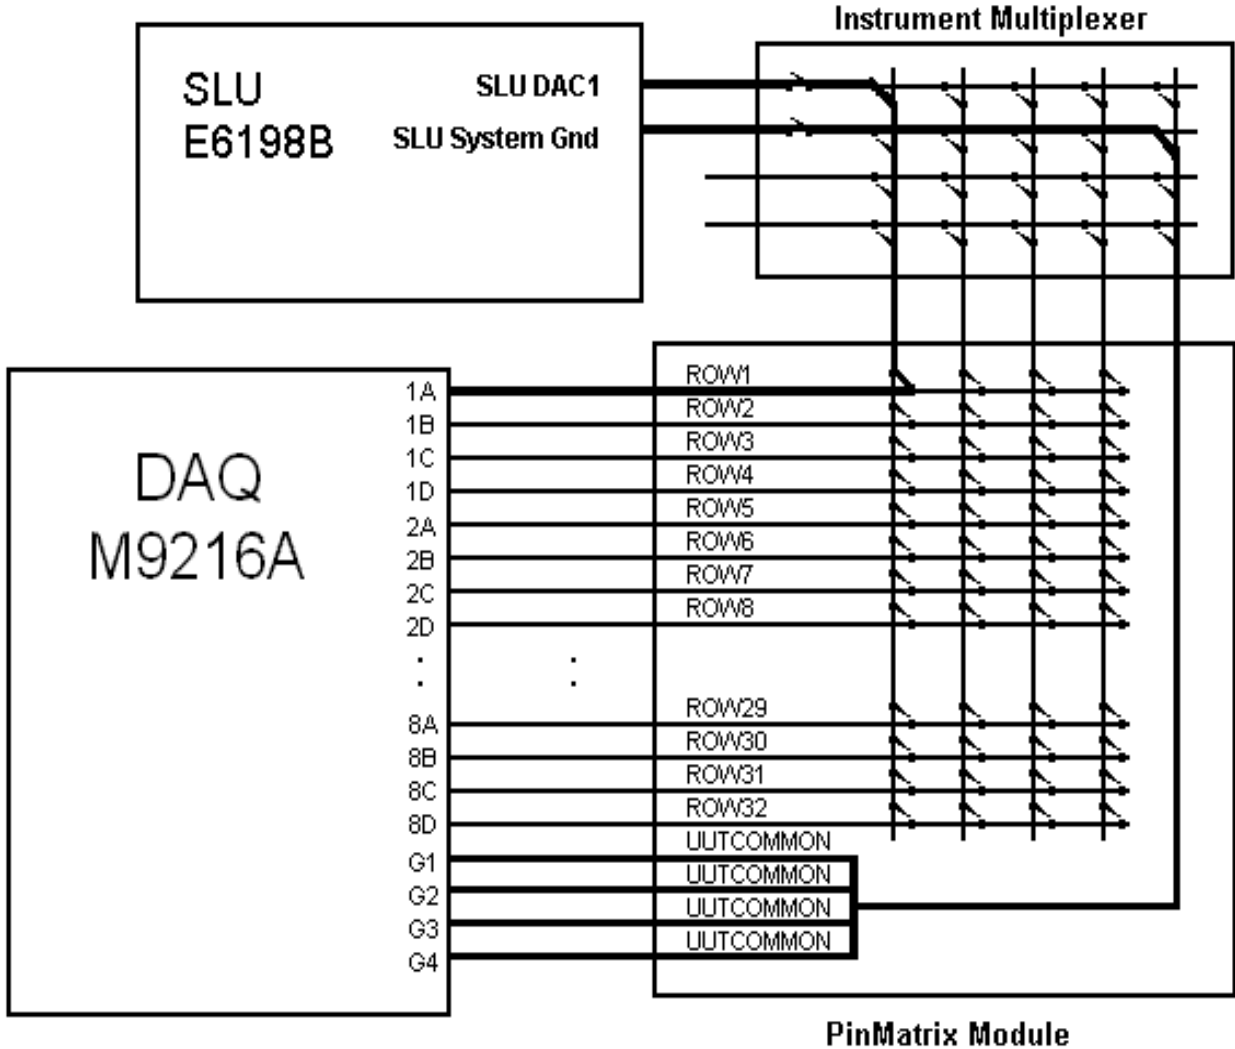 Instrument Multiplexer
SLU
E6198B
SLU DAC1
SLU System Gnd
DAQ
M9216A
1A
1B
1C
1D
2A
2B
2C
2D
:
8A
8B
8C
8D
G1
G2
G3
G4
:
ROW1
ROW2
ROW3
ROW4
ROW5
ROW6
ROW7
ROW8
ROW29
ROW30
ROW31
ROW32
UUTCOMMON
UUTCOMMON
UUTCOMMON
UUTCOMMON
PinMatrix Module